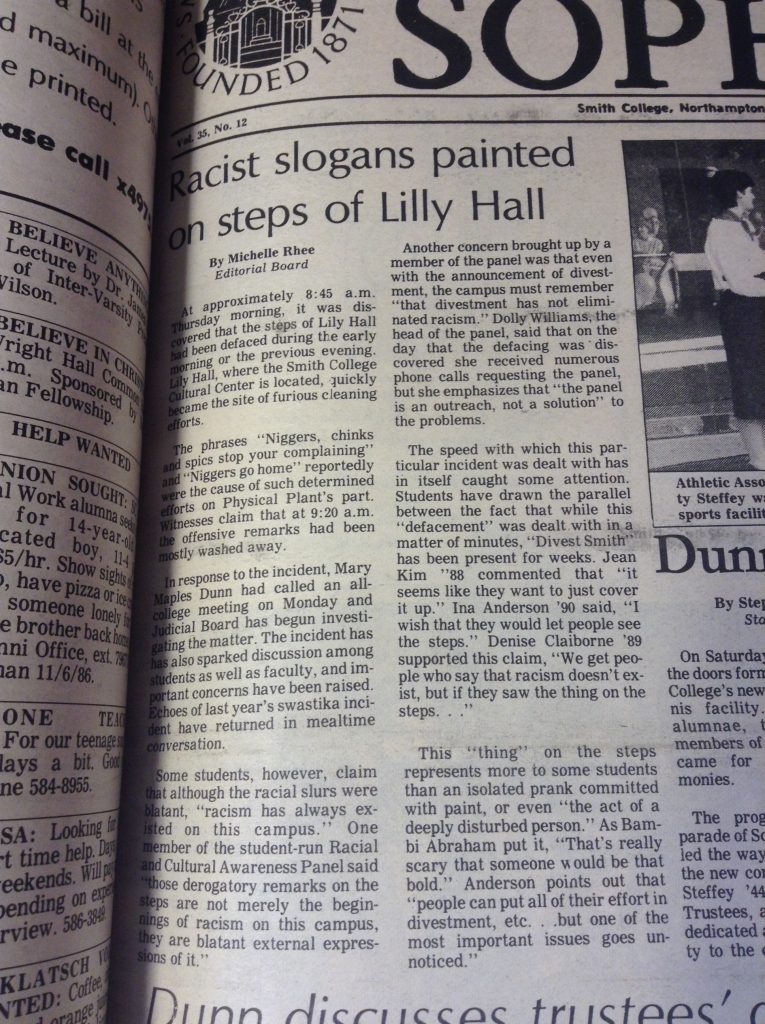 a bill at the
d maximum). O
e printed.
ease call x497
BELIEVE ANYTHING
Lecture by Dr. James
of Inter-Varsity
Wilson.
BELIEVE IN CHRIS
Wright Hall Common
.m. Sponsored by
an Fellowship.
HELP WANTED
NION SOUGHT:
al Work alumna seek
for 14-year-old
cated boy, 11-4
$5/hr. Show sights
o, have pizza or ice
someone lonely for
e brother back home
mni Office, ext.
han 11/6/86.
ONE TEAC
For our teenage
days a bit. Good
ne 584-8955.
SA: Looking for
rt time help. Days
weekends. Will pay
pending on exper
rview. 586-3849.
KLATSCH VO
NTED: Coffee,
d orange
FOUNDED 1871
SOPH
Vol. 35, No. 12
Smith College, Northampton
Racist slogans painted
on steps of Lilly Hall
By Michelle Rhee
Editorial Board
At approximately 8:45 a.m.
Thursday morning, it was dis-
covered that the steps of Lily Hall
had been defaced during the early
morning or the previous evening.
Lily Hall, where the Smith College
Cultural Center is located, quickly
became the site of furious cleaning
efforts.
The phrases "Niggers, chinks
and spics stop your complaining"
and "Niggers go home" reportedly
were the cause of such determined
efforts on Physical Plant's part.
Witnesses claim that at 9:20 a.m.
the offensive remarks had been
mostly washed away.
In response to the incident, Mary
Maples Dunn had called an all-
college meeting on Monday and
Judicial Board has begun investi-
gating the matter. The incident has
has also sparked discussion among
students as well as faculty, and im-
portant concerns have been raised.
Echoes of last year's swastika inci-
dent have returned in mealtime
conversation.
Some students, however, claim
that although the racial slurs were
blatant, "racism has always ex-
isted on this campus." One
member of the student-run Racial
and Cultural Awareness Panel said
"those derogatory remarks on the
steps are not merely the begin-
nings of racism on this campus,
they are blatant external expres-
sions of it."
Another concern brought up by a
member of the panel was that even
with the announcement of divest-
ment, the campus must remember
"that divestment has not elimi-
nated racism." Dolly Williams, the
head of the panel, said that on the
day that the defacing was dis-
covered she received numerous
phone calls requesting the panel,
but she emphasizes that "the panel
is an outreach, not a solution" to
the problems.
The speed with which this par-
ticular incident was dealt with has
in itself caught some attention.
Students have drawn the parallel
between the fact that while this
"defacement" was dealt with in a
matter of minutes, "Divest Smith"
has been present for weeks. Jean
Kim "88 commented that "it
seems like they want to just cover
it up." Ina Anderson '90 said, "I
wish that they would let people see
the steps." Denise Claiborne '89
supported this claim, "We get peo-
ple who say that racism doesn't ex-
ist, but if they saw the thing on the
steps. . ."
This "thing" on the steps
represents more to some students
than an isolated prank committed
with paint, or even "the act of a
deeply disturbed person." As Bam-
bi Abraham put it, "That's really
scary that someone would be that
bold." Anderson points out that
"people can put all of their effort in
divestment, etc. . .but one of the
most important issues goes un-
noticed."
Athletic Asso
ty Steffey wa
sports facilit
Dunn
By Step
Sta
On Saturday
the doors form
College's new
nis facility.
alumnae, t
members of
came for
monies.
The prog
parade of So
led the way
the new con
Steffey '44
Trustees, a
dedicated a
ty to the c
Dunn discusses trustees'